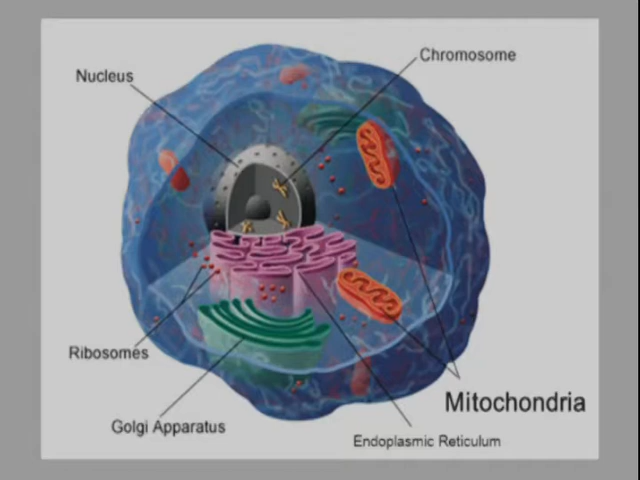 Chromosome
Nucleus
Ribosomes
Mitochondria
Golgi Apparatus
Endoplasmic Reticulum